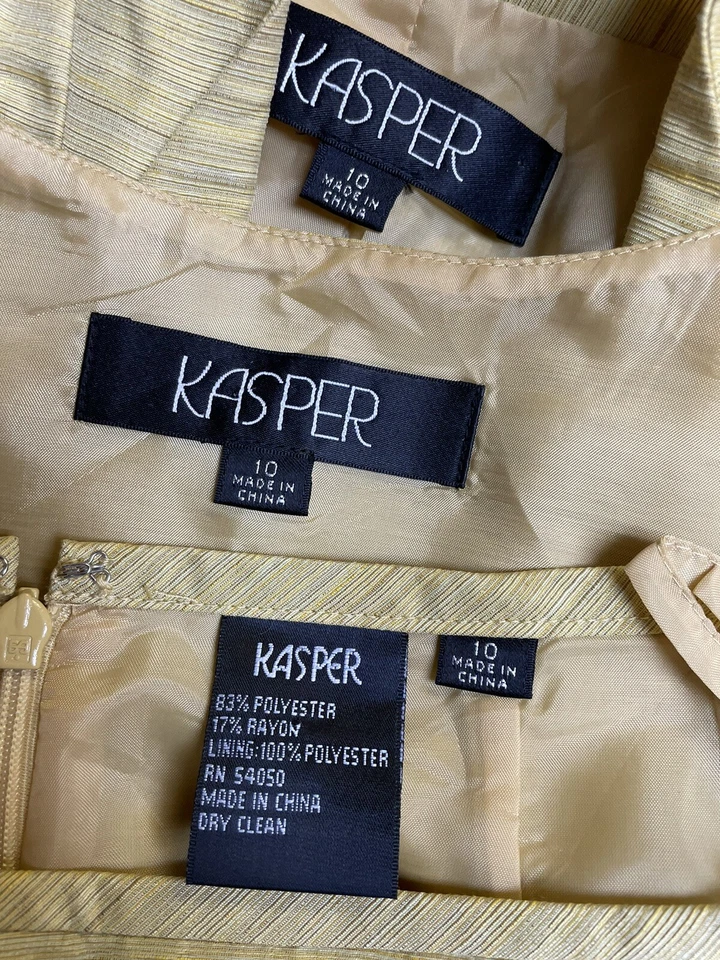 KASPER
10
MADE IN
CHINA
KASPER
10
MADE IN
CHINA
KASPER
83% POLYESTER
17% RAYON
LINING:100% POLYESTER
RN 54050
MADE IN CHINA
DRY CLEAN
10
MADE IN
CHINA